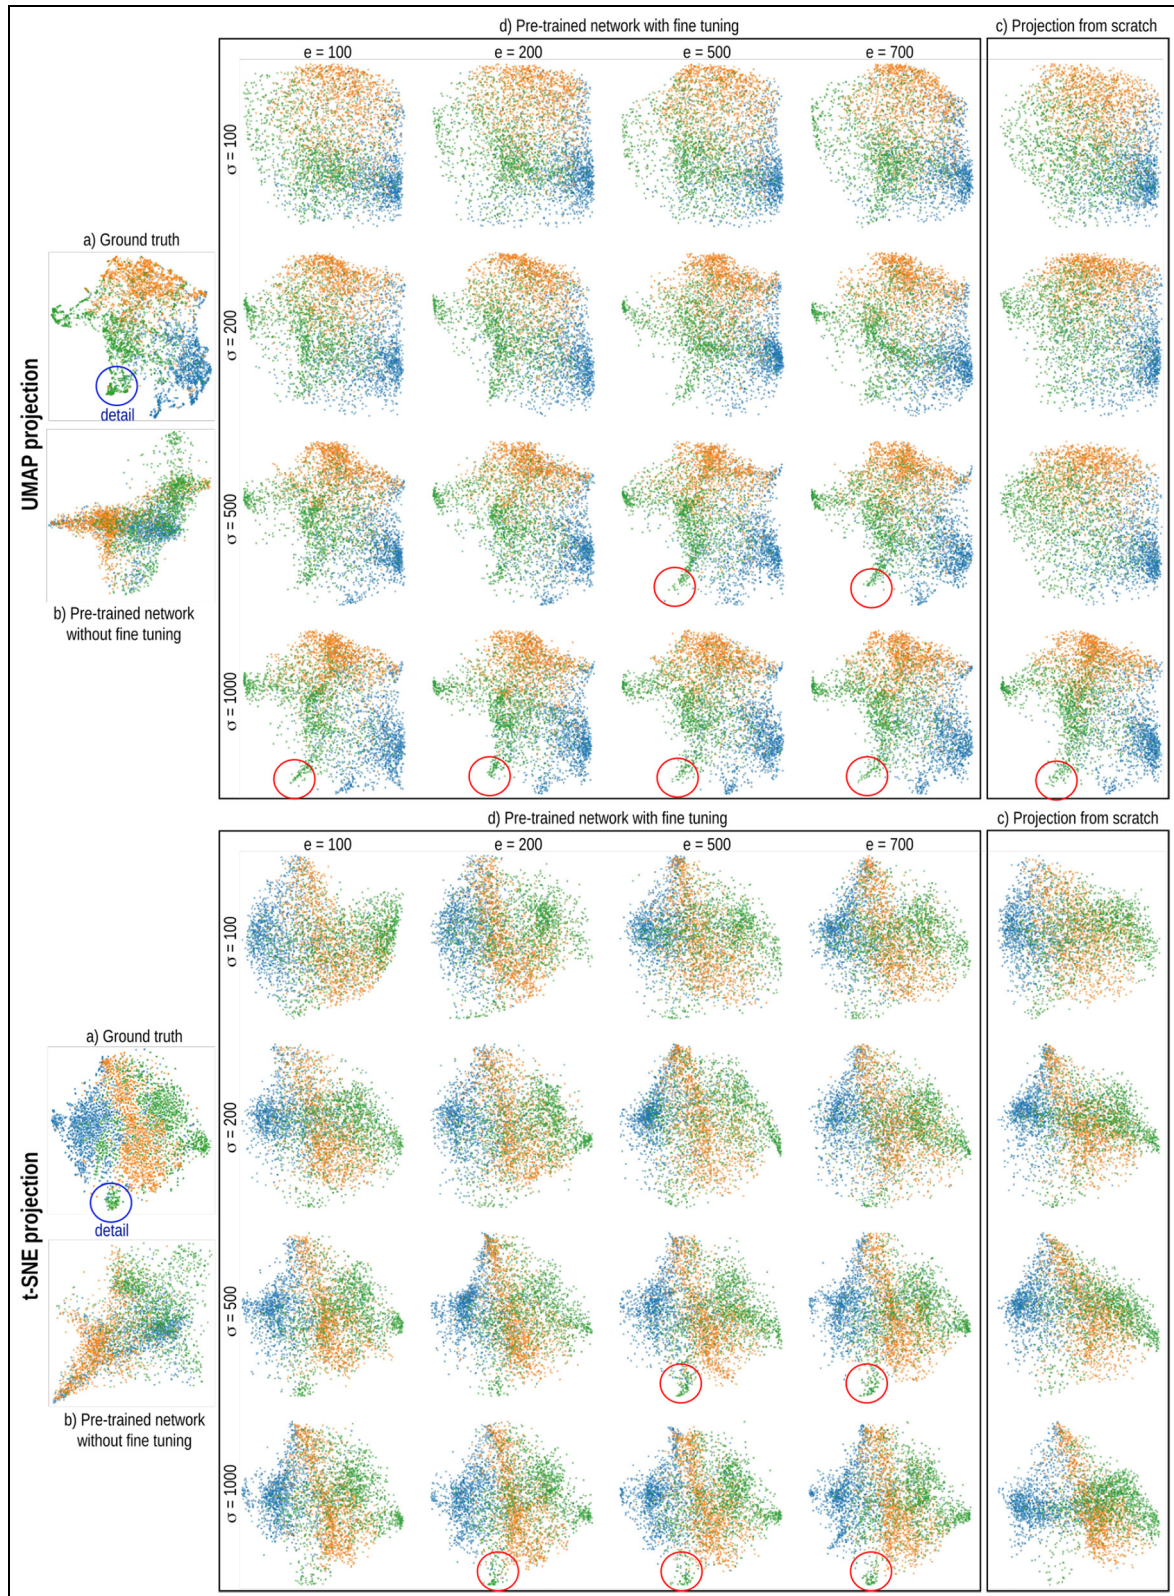 d) Pre-trained network with fine tuning
c) Projection from scratch
e = 100
e = 200
e = 500
e = 700
σ = 100
σ = 200
σ = 500
σ = 1000
UMAP projection
a) Ground truth
detail
b) Pre-trained network
without fine tuning
d) Pre-trained network with fine tuning
c) Projection from scratch
e = 100
e = 200
e = 500
e = 700
σ = 100
σ = 200
σ = 500
σ = 1000
t-SNE projection
a) Ground truth
detail
b) Pre-trained network
without fine tuning